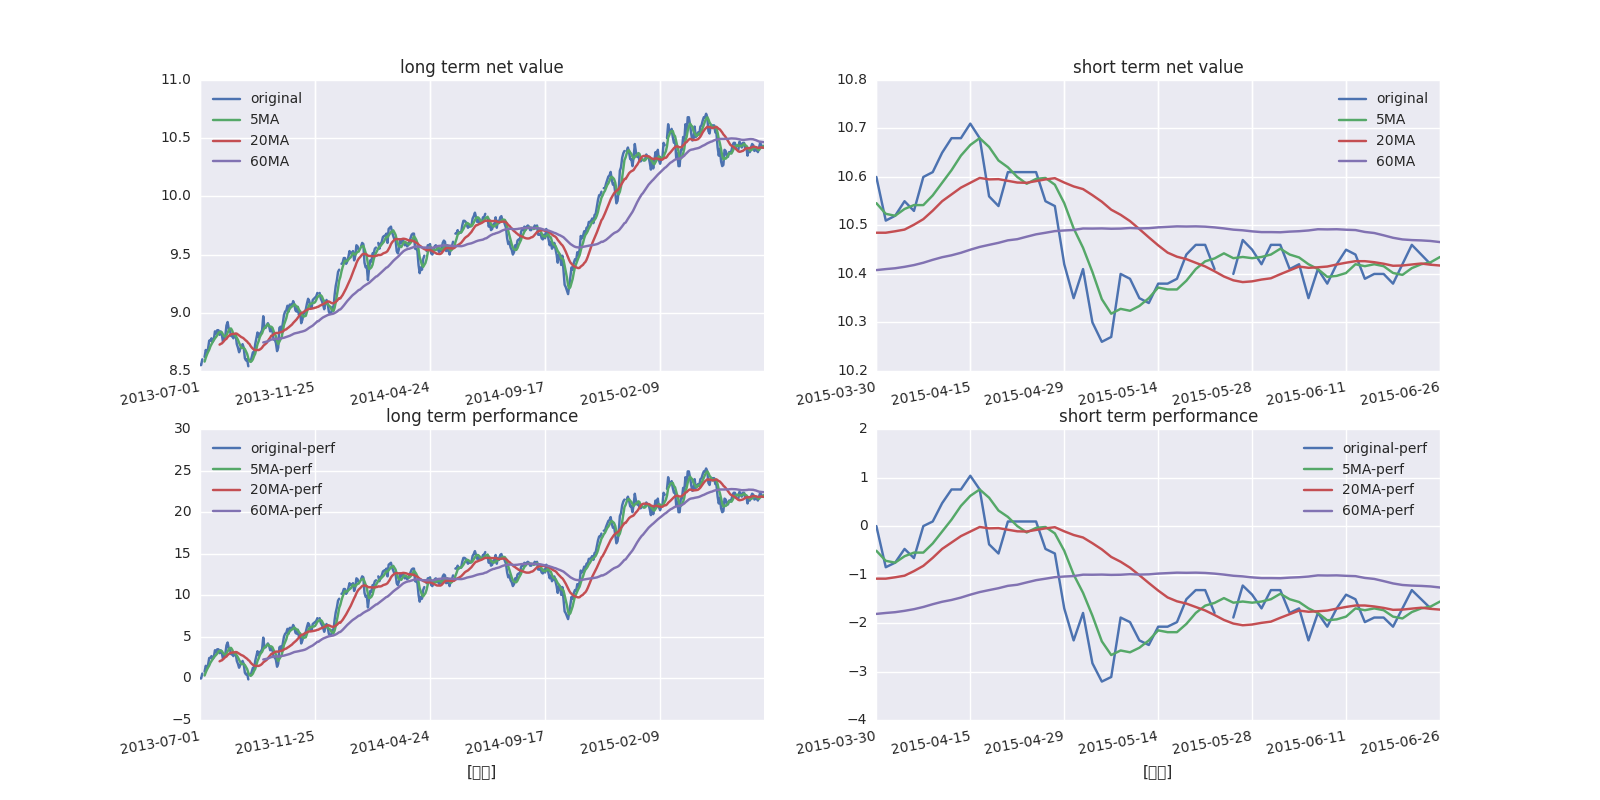 long term net value
11.0
10.5
10.0
9.5
9.0
8.5
original
5MA
20MA
60MA
2013-07-01
2013-11-25
2014-04-24
2014-09-17
2015-02-09
short term net value
10.8
10.7
10.6
10.5
10.4
10.3
10.2
original
5MA
20MA
60MA
2015-03-30
2015-04-15
2015-04-29
2015-05-14
2015-05-28
2015-06-11
2015-06-26
long term performance
30
25
20
15
10
5
0
−5
original-perf
5MA-perf
20MA-perf
60MA-perf
2013-07-01
2013-11-25
2014-04-24
2014-09-17
2015-02-09
short term performance
2
1
0
−1
−2
−3
−4
original-perf
5MA-perf
20MA-perf
60MA-perf
2015-03-30
2015-04-15
2015-04-29
2015-05-14
2015-05-28
2015-06-11
2015-06-26